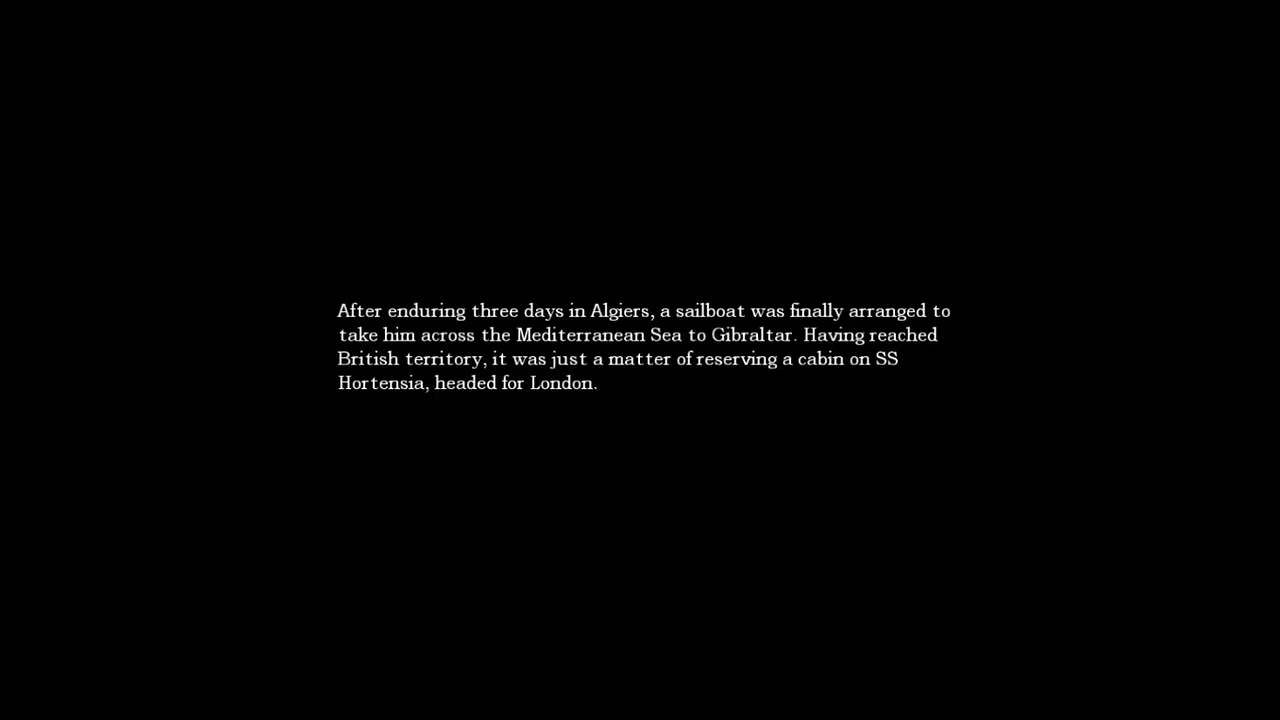 After enduring three days in Algiers, a sailboat was finally arranged to
take him across the Mediterranean Sea to Gibraltar. Having reached
British territory, it was just a matter of reserving a cabin on SS
Hortensia, headed for London.